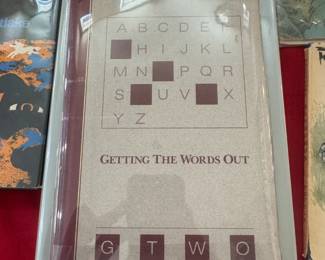 A B C D E F
H I J K L
M N P Q R
S U V X
Y Z
GETTING THE WORDS OUT
G T W O